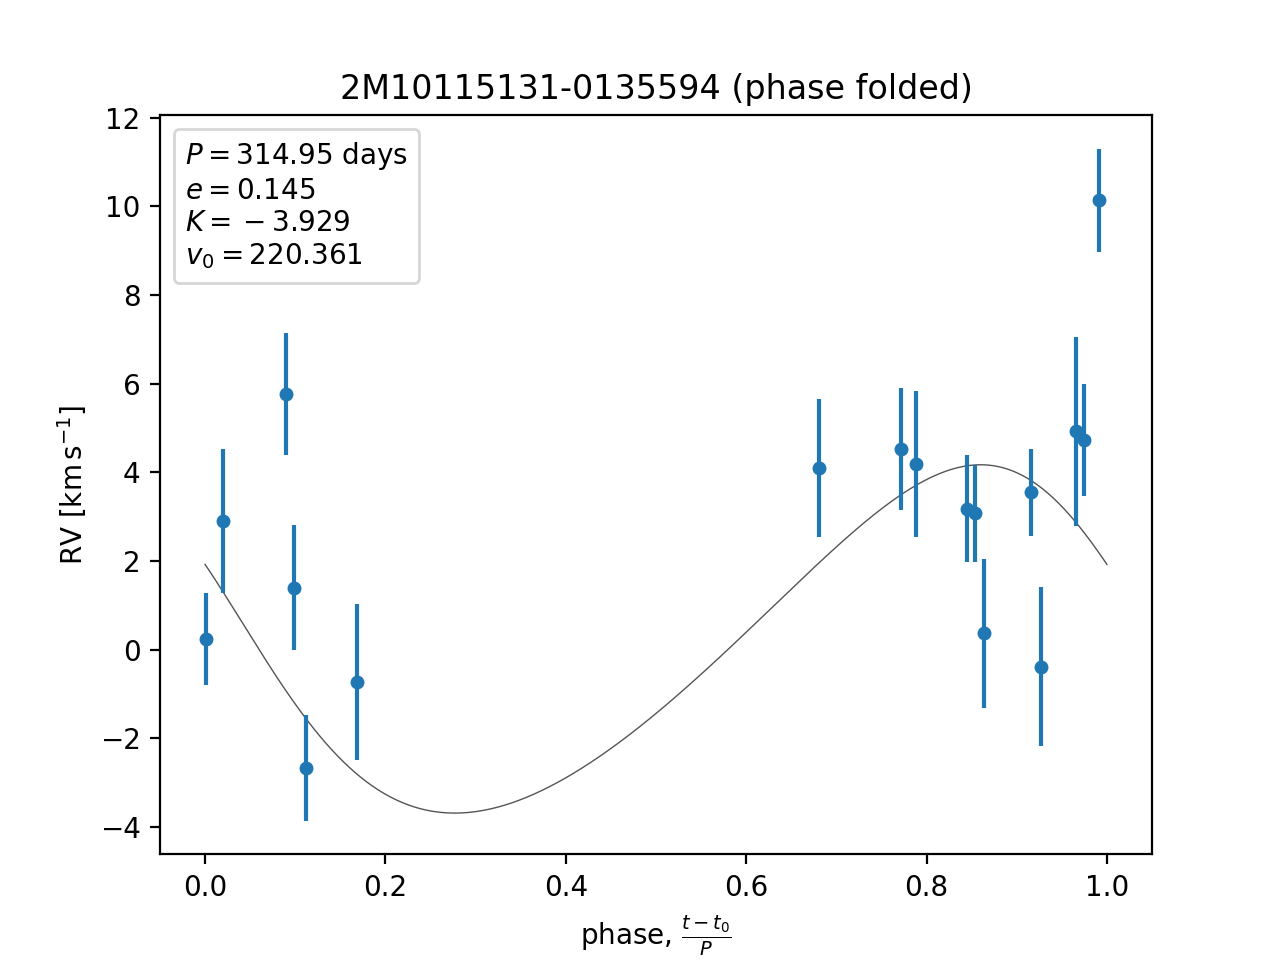 2M10115131-0135594 (phase folded)
P = 314.95 days
e = 0.145
K = −3.929
v₀ = 220.361
12
10
8
6
4
2
0
−2
−4
RV [km s⁻¹]
0.0 0.2 0.4 0.6 0.8 1.0
phase, (t − t₀)/P